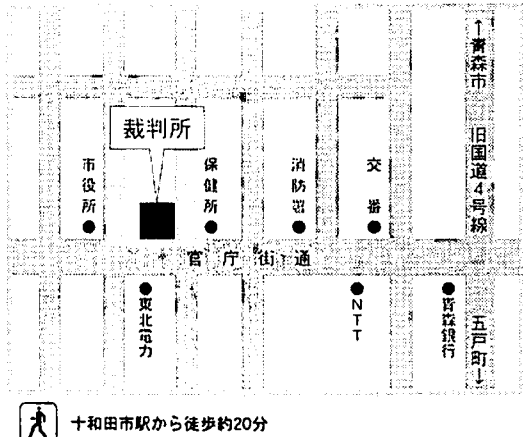 ↑青森市
旧国道4号線
裁判所
市役所
保健所
消防署
交番
官庁街通
東北電力
NTT
青森銀行
五戸町↓
十和田市駅から徒歩約20分